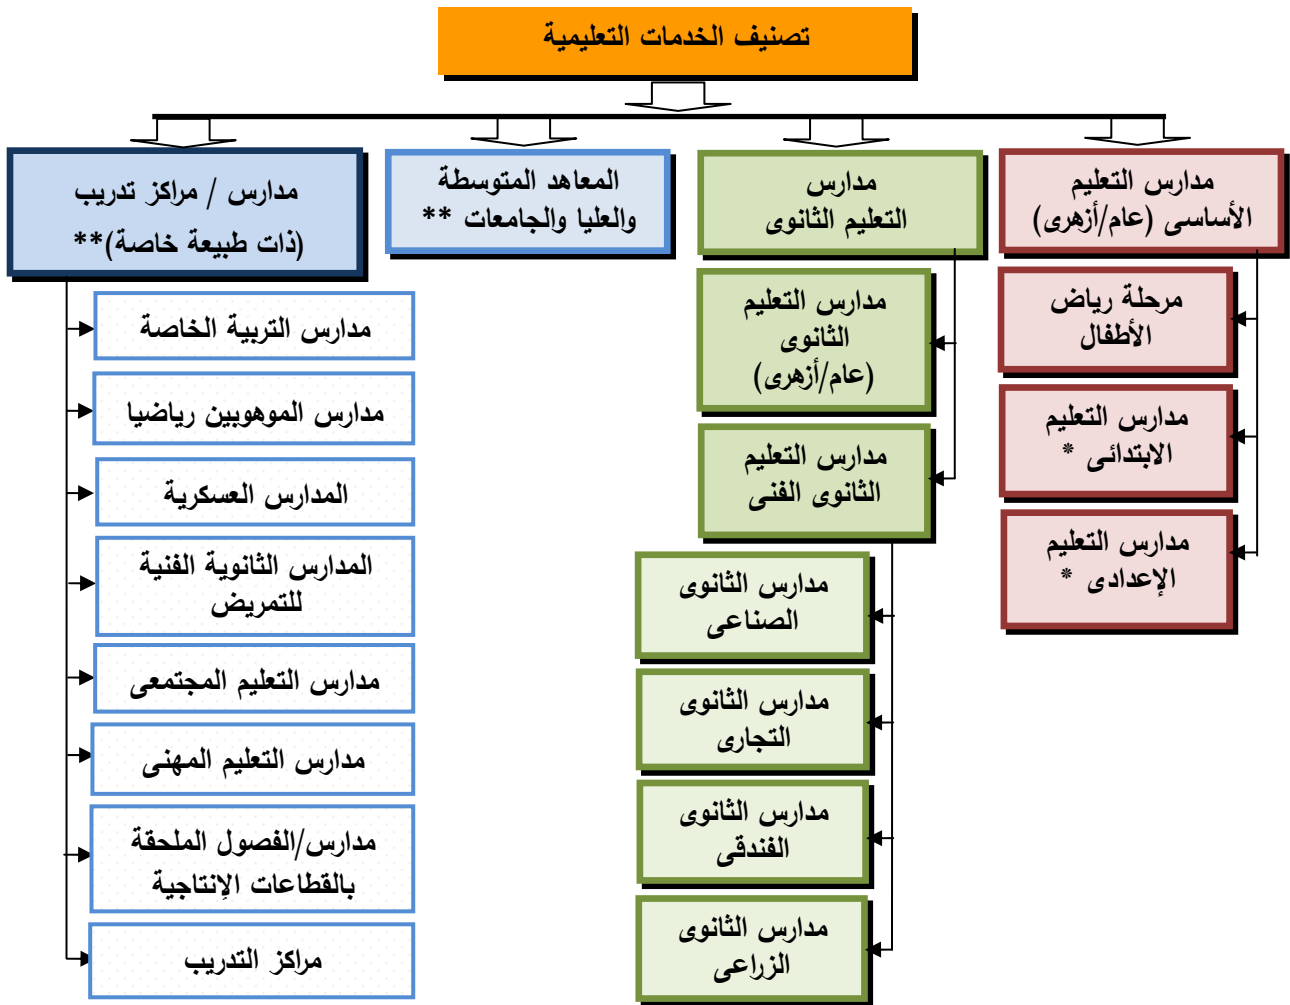 تصنيف الخدمات التعليمية
مدارس التعليم
الأساسى (عام/أزهرى)
مرحلة رياض
الأطفال
مدارس التعليم
الابتدائى *
مدارس التعليم
الإعدادى *
مدارس
التعليم الثانوى
مدارس التعليم
الثانوى
(عام/أزهرى)
مدارس التعليم
الثانوى الفنى
مدارس الثانوى
الصناعى
مدارس الثانوى
التجارى
مدارس الثانوى
الفندقى
مدارس الثانوى
الزراعى
المعاهد المتوسطة
والعليا والجامعات **
مدارس / مراكز تدريب
(ذات طبيعة خاصة)**
مدارس التربية الخاصة
مدارس الموهوبين رياضيا
المدارس العسكرية
المدارس الثانوية الفنية
للتمريض
مدارس التعليم المجتمعى
مدارس التعليم المهنى
مدارس/الفصول الملحقة
بالقطاعات الإنتاجية
مراكز التدريب